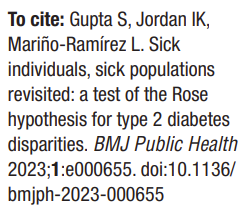 To cite: Gupta S, Jordan IK,
Mariño-Ramírez L. Sick
individuals, sick populations
revisited: a test of the Rose
hypothesis for type 2 diabetes
disparities. BMJ Public Health
2023;1:e000655. doi:10.1136/
bmjph-2023-000655